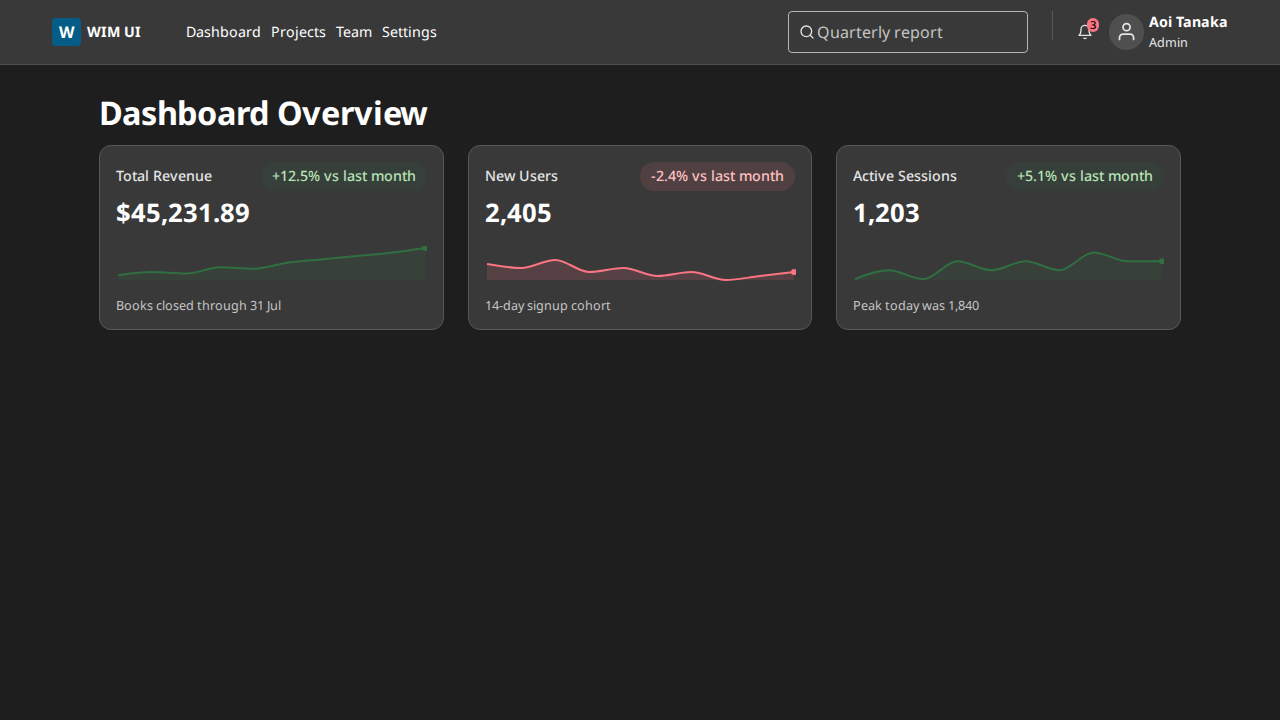 W WIM UI Dashboard Projects Team Settings Quarterly report 3 Aoi Tanaka
Admin
Dashboard Overview
Total Revenue +12.5% vs last month
$45,231.89
Books closed through 31 Jul
New Users -2.4% vs last month
2,405
14-day signup cohort
Active Sessions +5.1% vs last month
1,203
Peak today was 1,840